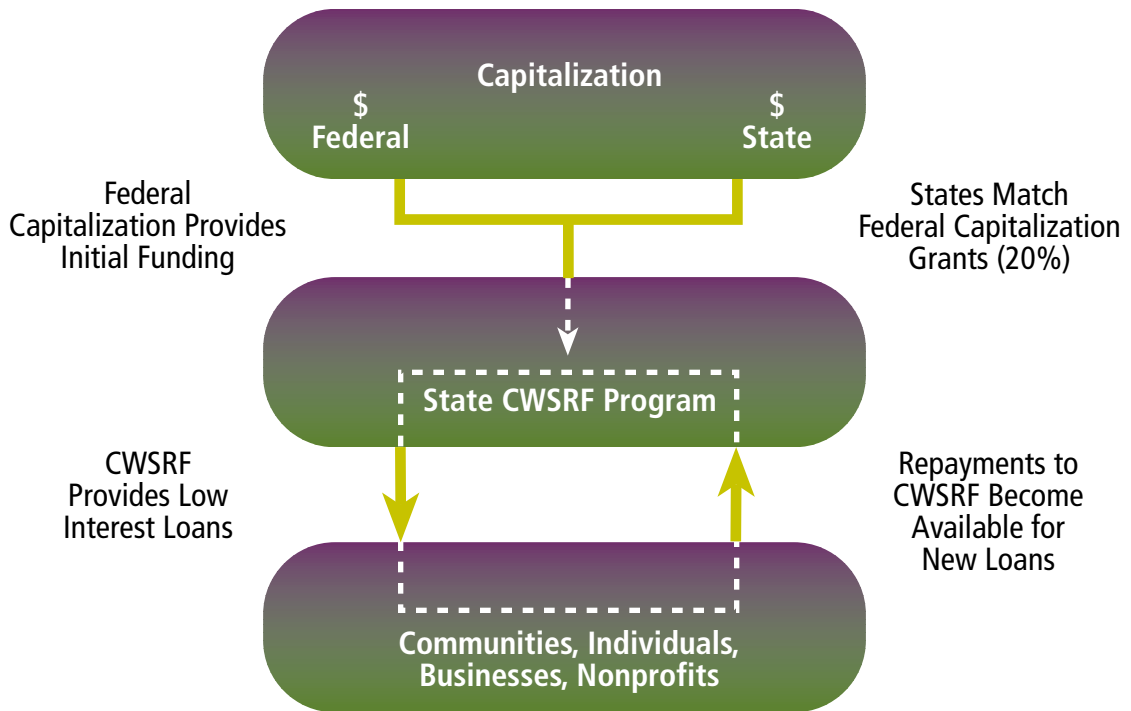 Capitalization
$
Federal
$
State
Federal
Capitalization Provides
Initial Funding
States Match
Federal Capitalization
Grants (20%)
State CWSRF Program
CWSRF
Provides Low
Interest Loans
Repayments to
CWSRF Become
Available for
New Loans
Communities, Individuals,
Businesses, Nonprofits